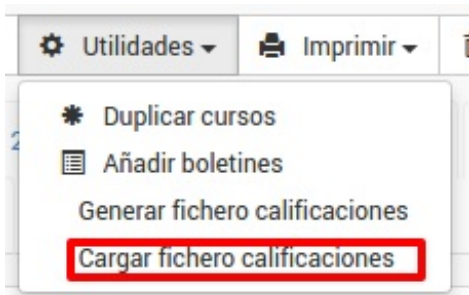 Utilidades Imprimir
Duplicar cursos
Añadir boletines
Generar fichero calificaciones
Cargar fichero calificaciones